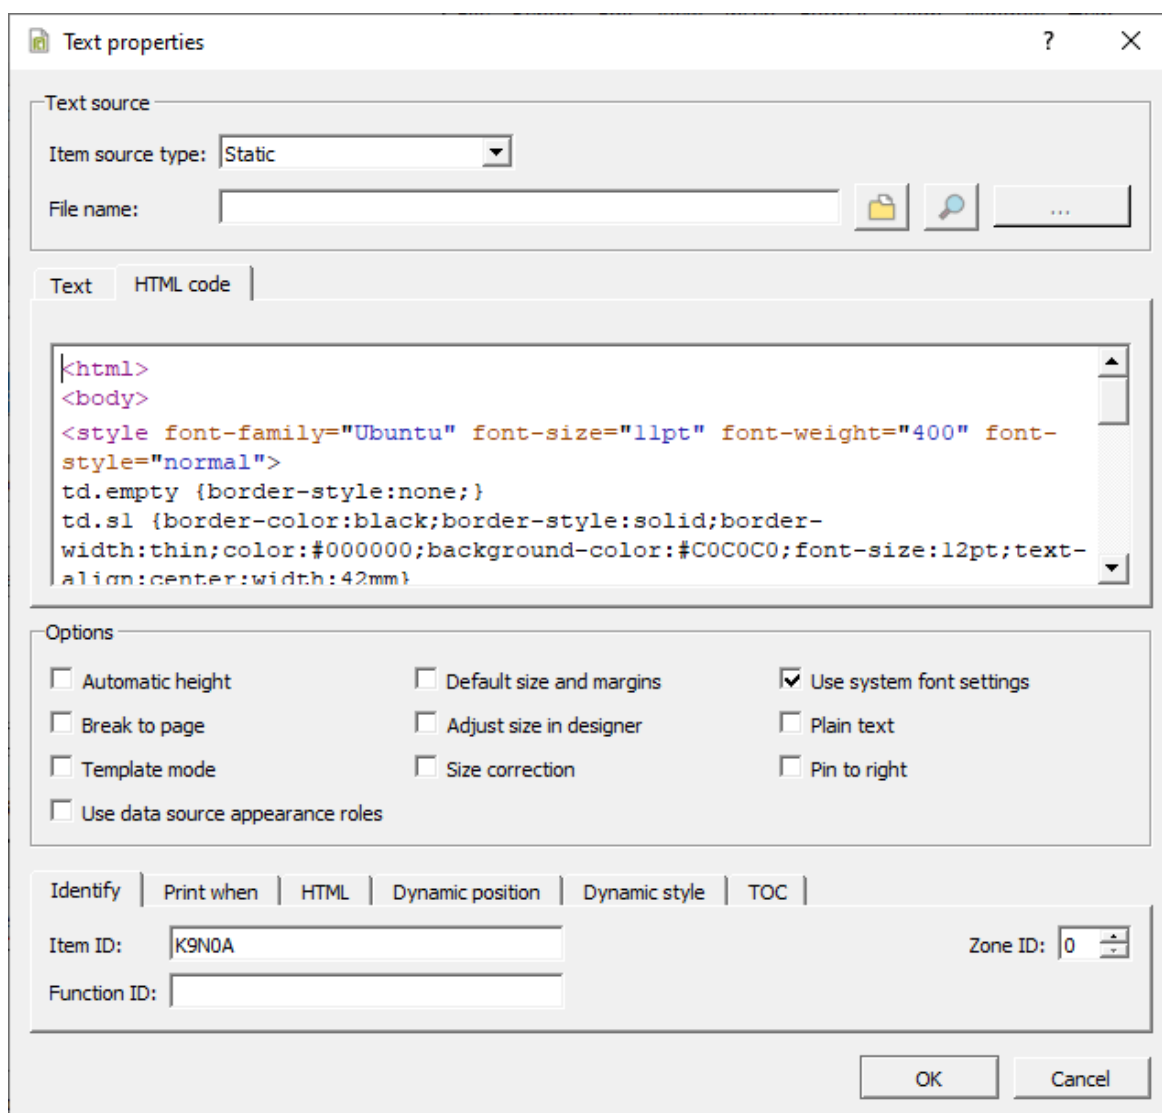 Text properties ?
Text source
Item source type: Static
File name: ...
Text HTML code
<html>
<body>
<style font-family="Ubuntu" font-size="11pt" font-weight="400" font-
style="normal">
td.empty {border-style:none;}
td.sl {border-color:black;border-style:solid;border-
width:thin;color:#000000;background-color:#C0C0C0;font-size:12pt;text-
align:center;width:42mm}
Options
Automatic height Default size and margins Use system font settings
Break to page Adjust size in designer Plain text
Template mode Size correction Pin to right
Use data source appearance roles
Identify Print when HTML Dynamic position Dynamic style TOC
Item ID: K9N0A Zone ID: 0
Function ID:
OK Cancel